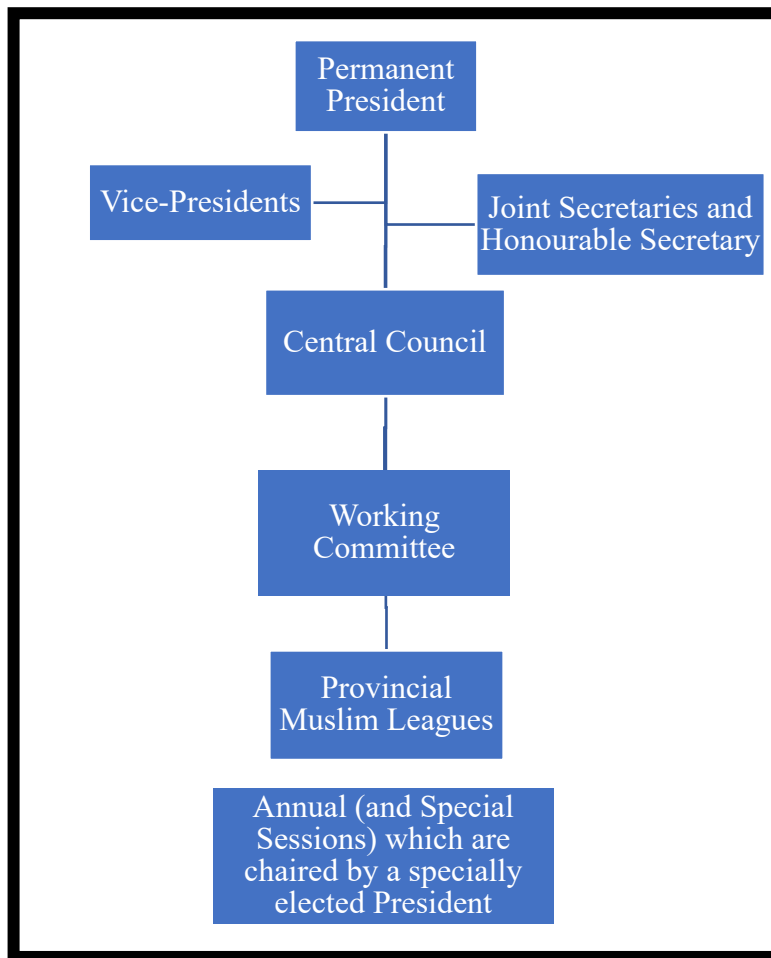 Permanent
President
Vice-Presidents
Joint Secretaries and
Honourable Secretary
Central Council
Working
Committee
Provincial
Muslim Leagues
Annual (and Special
Sessions) which are
chaired by a specially
elected President